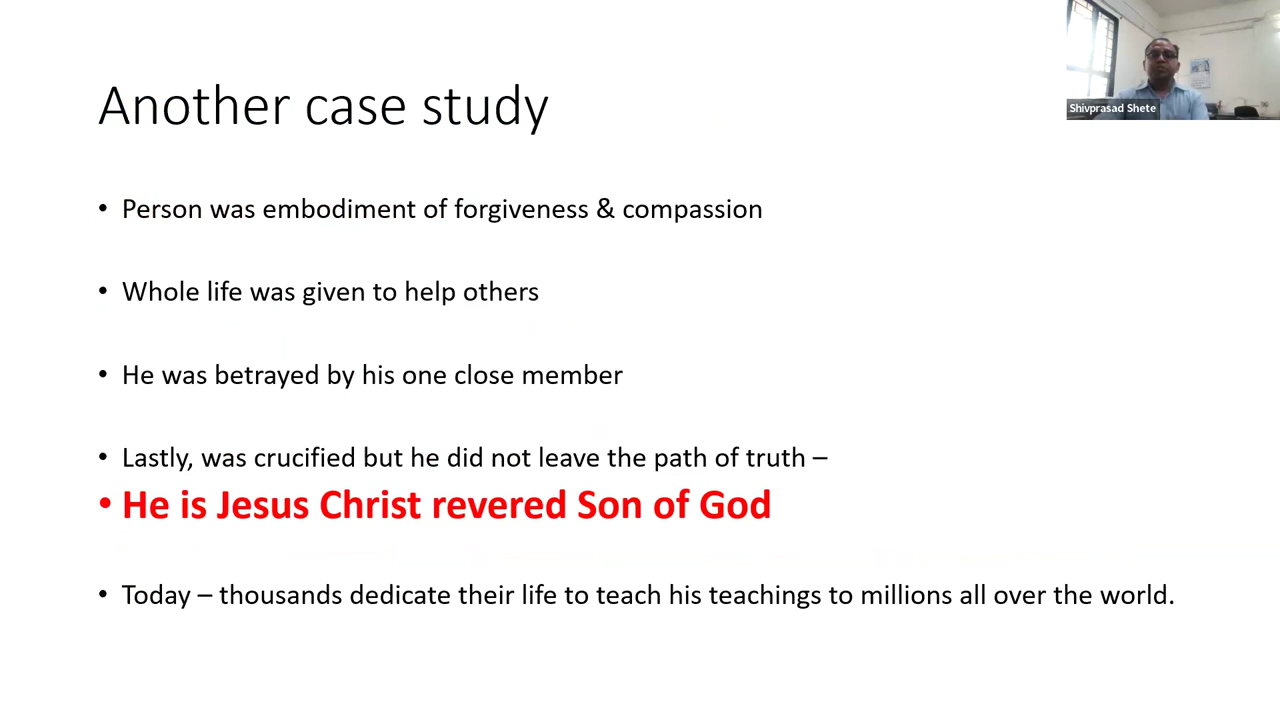 Another case study
Shivprasad Shete
• Person was embodiment of forgiveness & compassion
• Whole life was given to help others
• He was betrayed by his one close member
• Lastly, was crucified but he did not leave the path of truth –
• He is Jesus Christ revered Son of God
• Today – thousands dedicate their life to teach his teachings to millions all over the world.